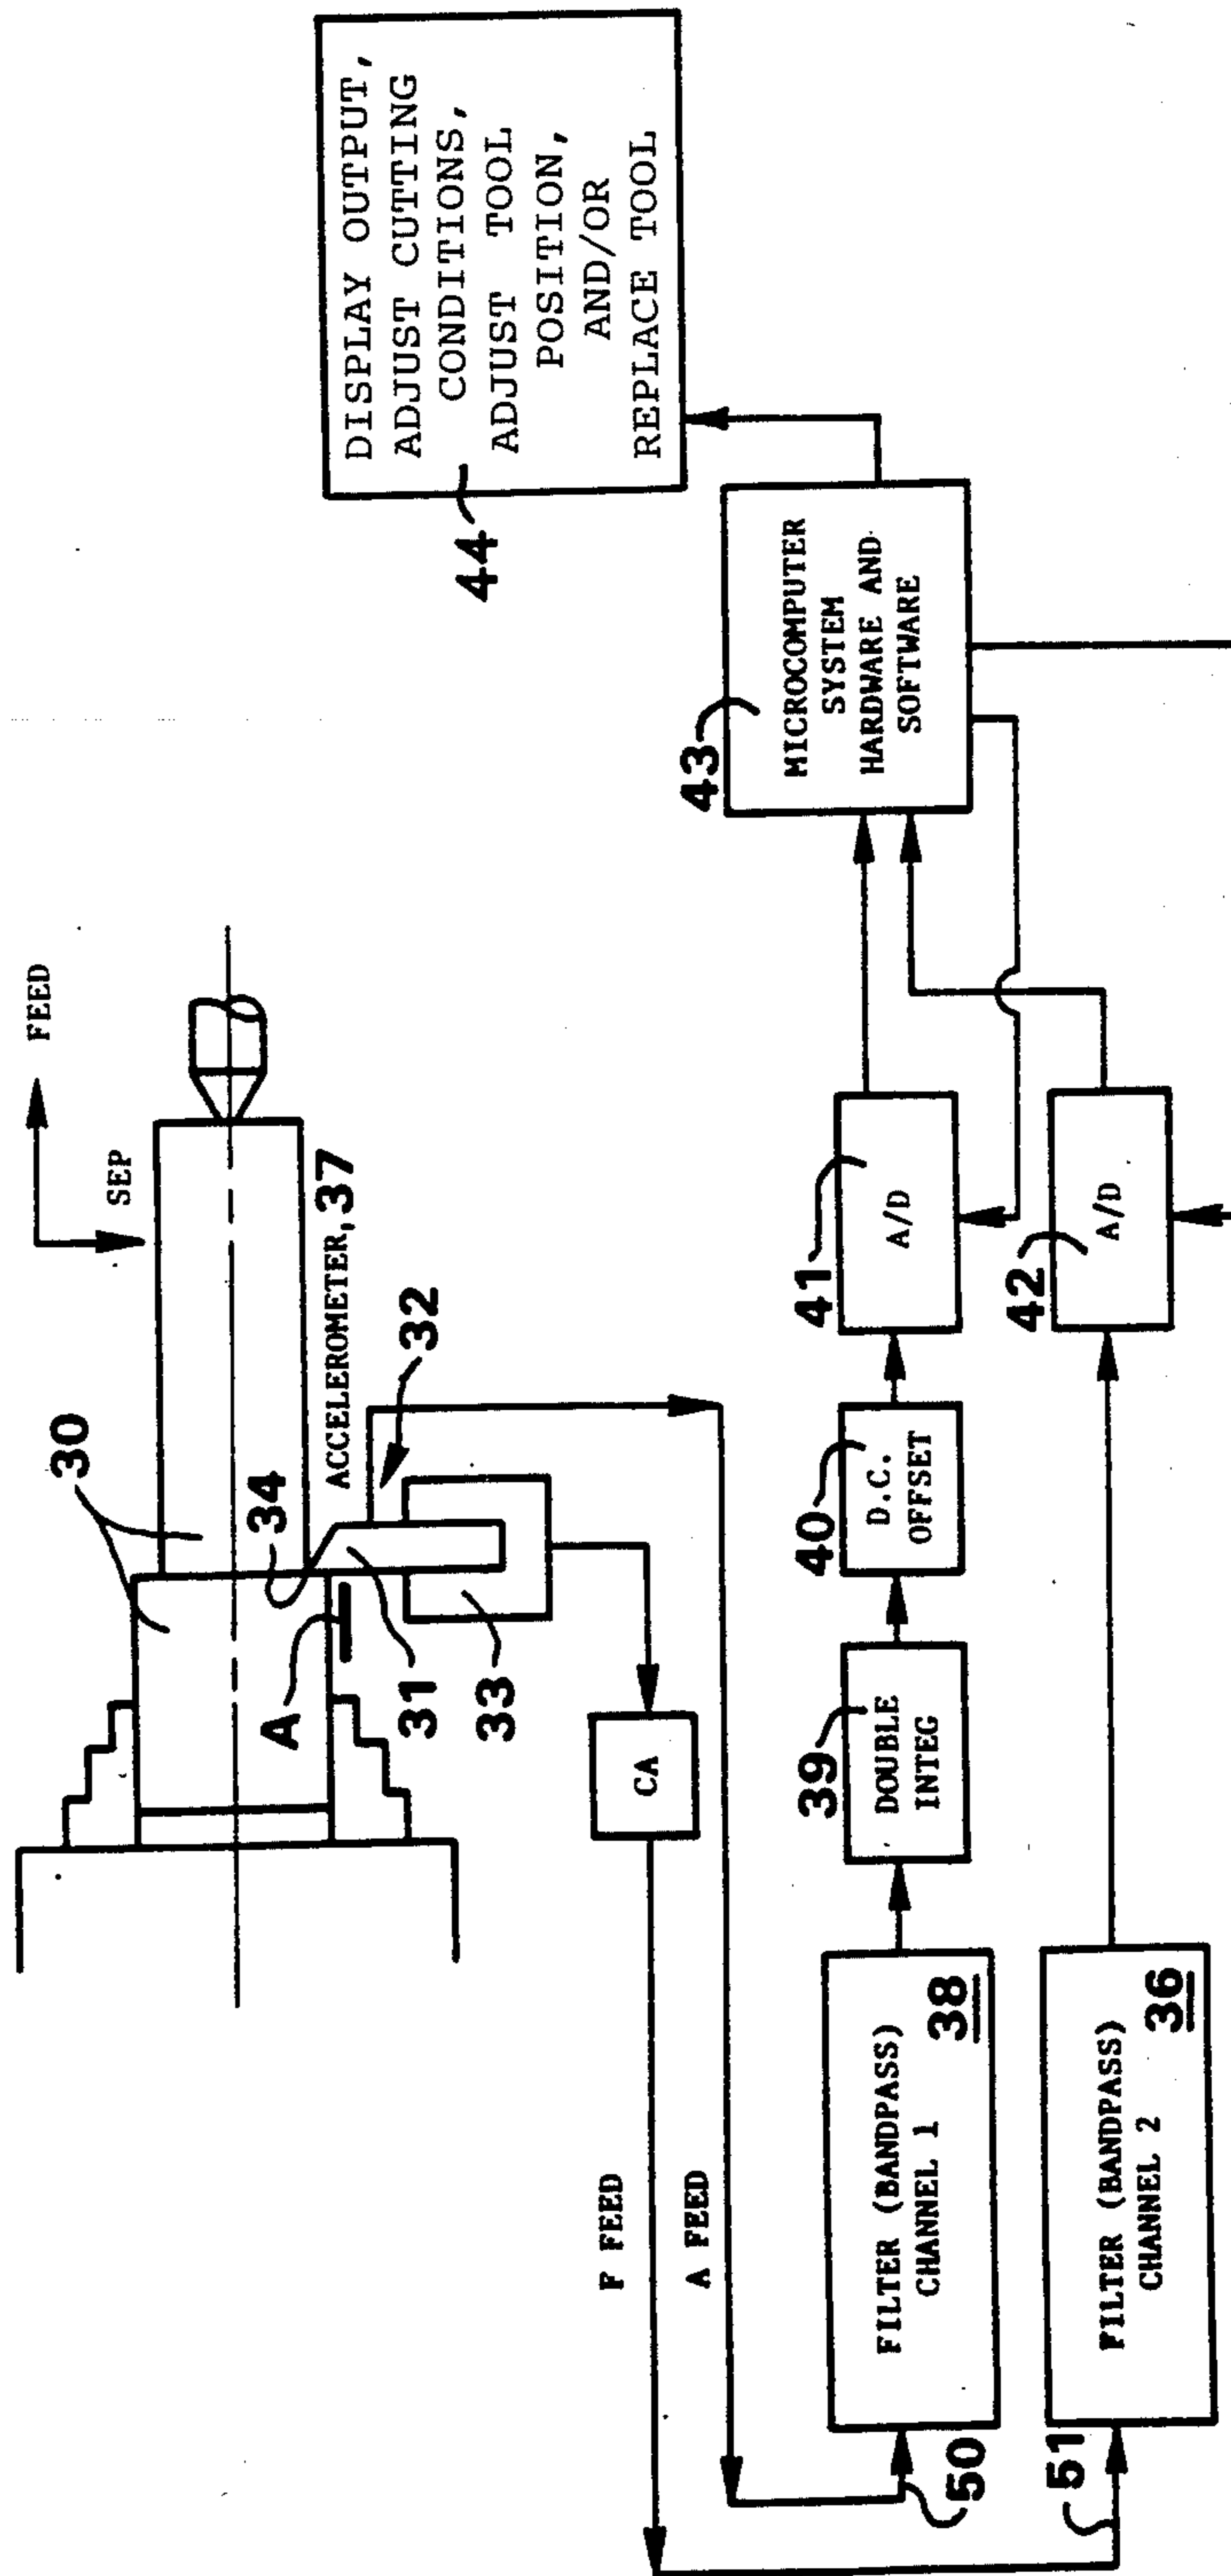 FEED
SEP
30
34
ACCELEROMETER, 37
32
A
31
33
CA
F FEED
A FEED
DISPLAY OUTPUT,
ADJUST CUTTING
CONDITIONS,
ADJUST TOOL
POSITION,
AND/OR
REPLACE TOOL
44
FILTER (BANDPASS)
CHANNEL 1
38
50
39
DOUBLE
INTEG
40
D.C.
OFFSET
41
A/D
43
MICROCOMPUTER
SYSTEM
HARDWARE AND
SOFTWARE
FILTER (BANDPASS)
CHANNEL 2
36
51
42
A/D